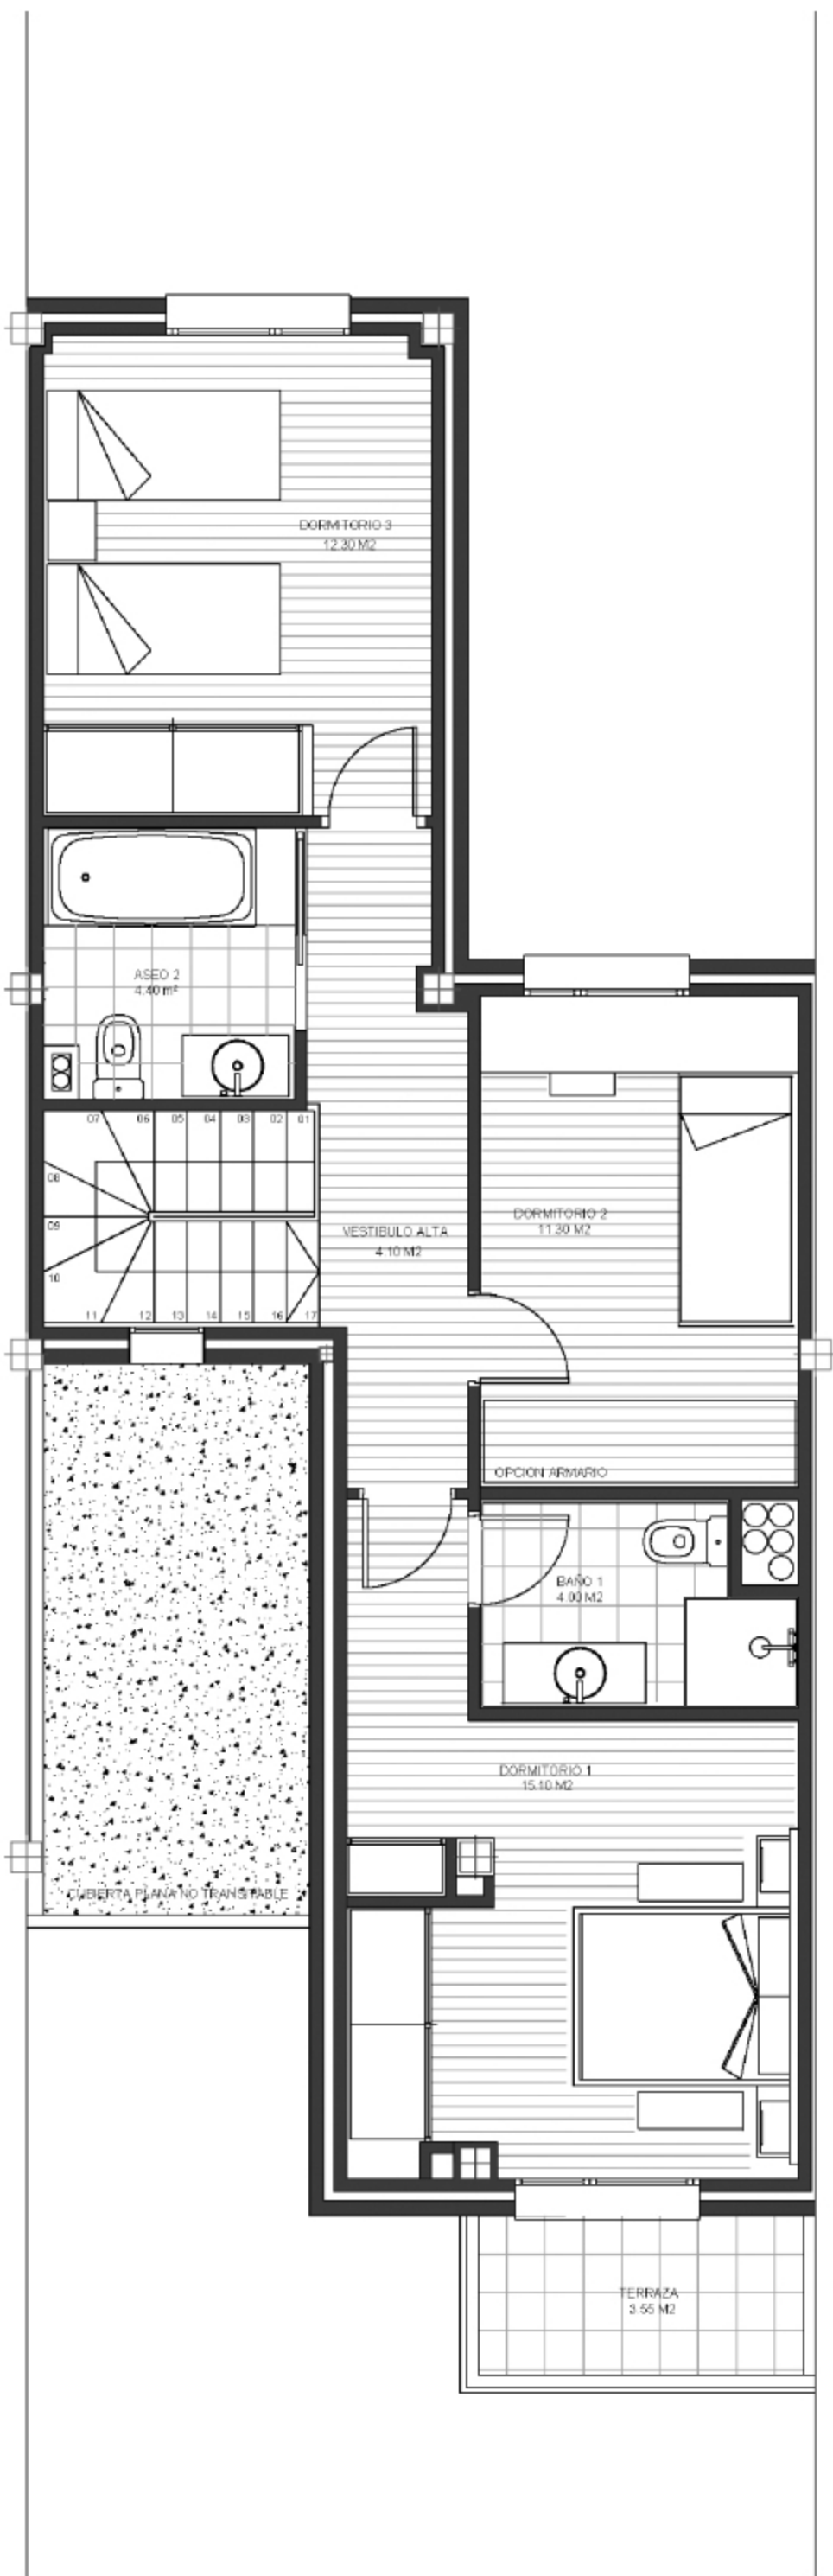 DORMITORIO 3
12.30 M2
ASEO 2
4.40 m²
07 06 05 04 03 02 01
08
09
10
11 12 13 14 15 16 17
VESTIBULO ALTA
4.10 M2
DORMITORIO 2
11.30 M2
OPCION ARMARIO
BAÑO 1
4.00 M2
DORMITORIO 1
15.10 M2
CUBIERTA PLANA NO TRANSITABLE
TERRAZA
3.55 M2